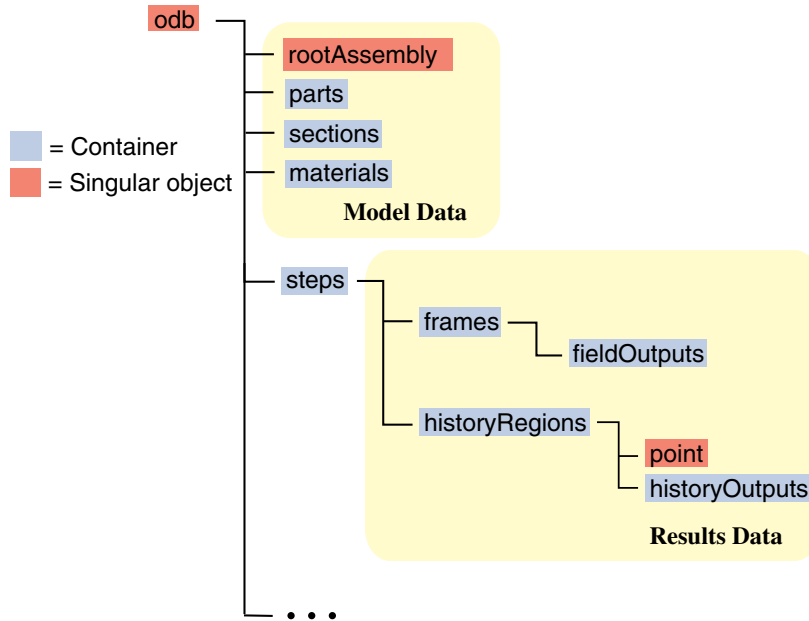 odb
rootAssembly
parts
sections
materials
= Container
= Singular object
Model Data
steps
frames
fieldOutputs
historyRegions
point
historyOutputs
Results Data
• • •